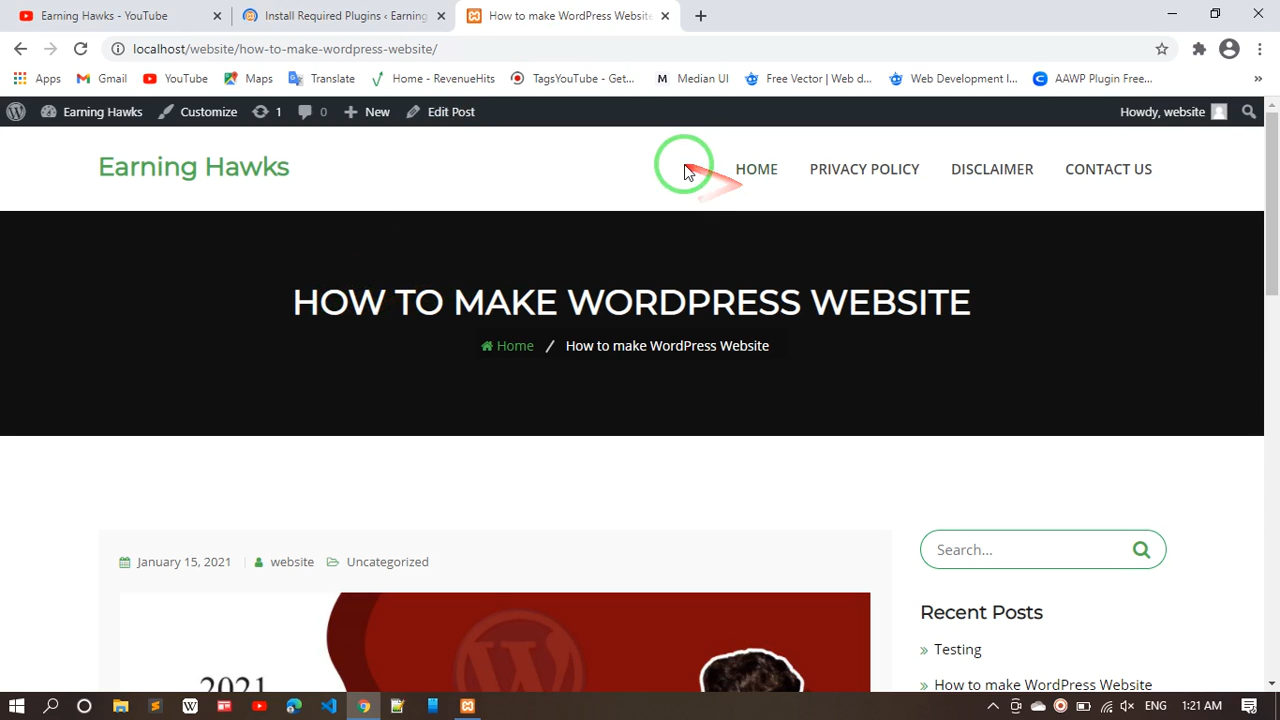 Earning Hawks - YouTube
Install Required Plugins ‹ Earning
How to make WordPress Website
localhost/website/how-to-make-wordpress-website/
Apps
Gmail
YouTube
Maps
Translate
Home - RevenueHits
TagsYouTube - Get...
M Median UI
Free Vector | Web d...
Web Development I...
AAWP Plugin Free...
»
Earning Hawks
Customize
1
0
New
Edit Post
Howdy, website
Earning Hawks
HOME
PRIVACY POLICY
DISCLAIMER
CONTACT US
HOW TO MAKE WORDPRESS WEBSITE
Home / How to make WordPress Website
January 15, 2021
website
Uncategorized
Search...
Recent Posts
» Testing
» How to make WordPress Website
2021
ENG
1:21 AM